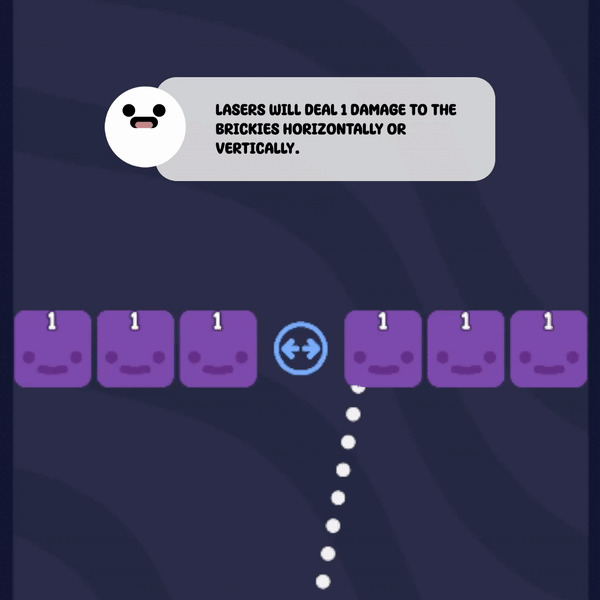 LASERS WILL DEAL 1 DAMAGE TO THE
BRICKIES HORIZONTALLY OR
VERTICALLY.
1 1 1 1 1 1